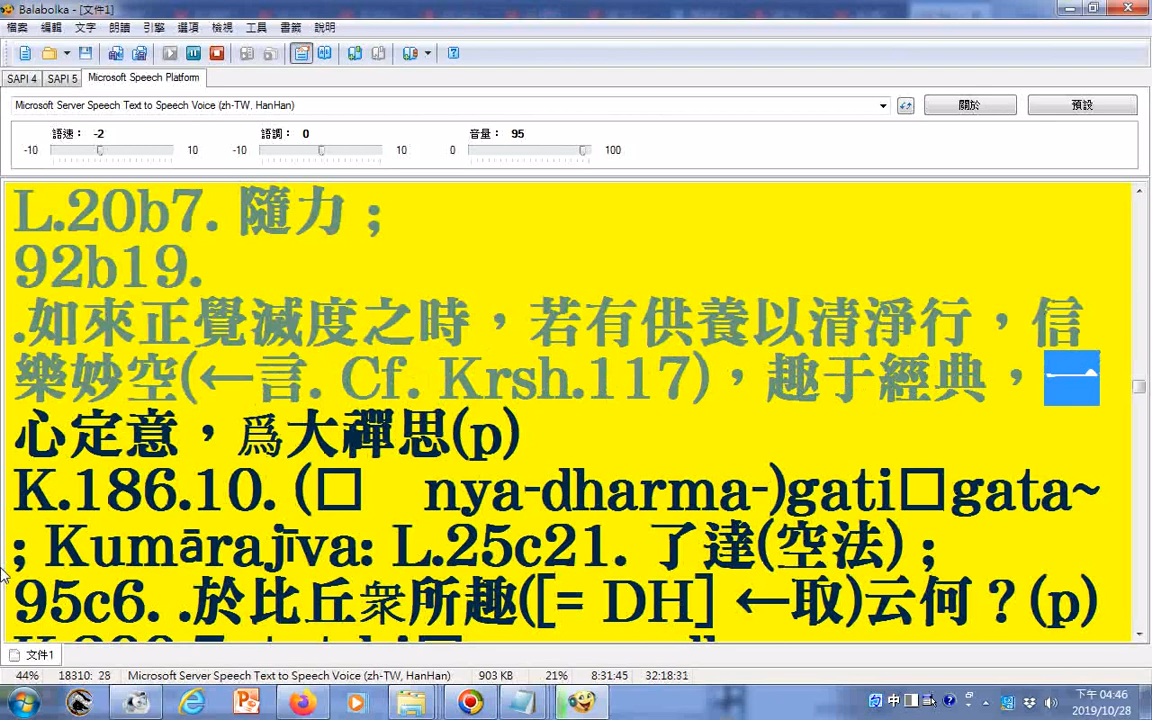 Balabolka - [文件1]
檔案 編輯 文字 朗讀 引擎 選項 檢視 工具 書籤 說明
SAPI 4 SAPI 5 Microsoft Speech Platform
Microsoft Server Speech Text to Speech Voice (zh-TW, HanHan) 關於 預設
語速： -2 語調： 0 音量： 95
-10 10 -10 10 0 100
L.20b7. 隨力；
92b19.
.如來正覺滅度之時，若有供養以清淨行，信
樂妙空(←言. Cf. Krsh.117)，趣于經典，一
心定意，爲大禪思(p)
K.186.10. (□ nya-dharma-)gati□gata~
; Kumārajīva: L.25c21. 了達(空法)；
95c6. .於比丘衆所趣([= DH] ←取)云何？(p)
文件1
44% 18310: 28 Microsoft Server Speech Text to Speech Voice (zh-TW, HanHan) 903 KB 21% 8:31:45 32:18:31
中
下午 04:46
2019/10/28